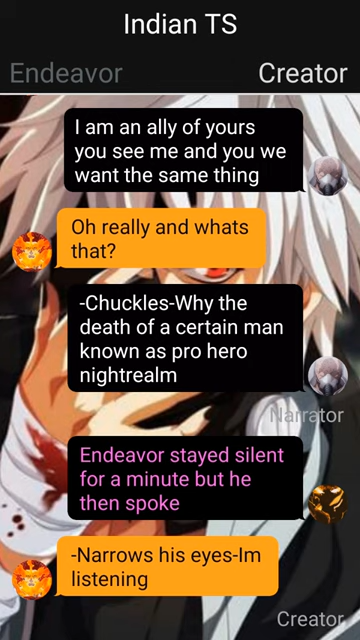 Indian TS
Endeavor
Creator
I am an ally of yours
you see me and you we
want the same thing
Oh really and whats
that?
-Chuckles-Why the
death of a certain man
known as pro hero
nightrealm
Narrator
Endeavor stayed silent
for a minute but he
then spoke
-Narrows his eyes-Im
listening
Creator